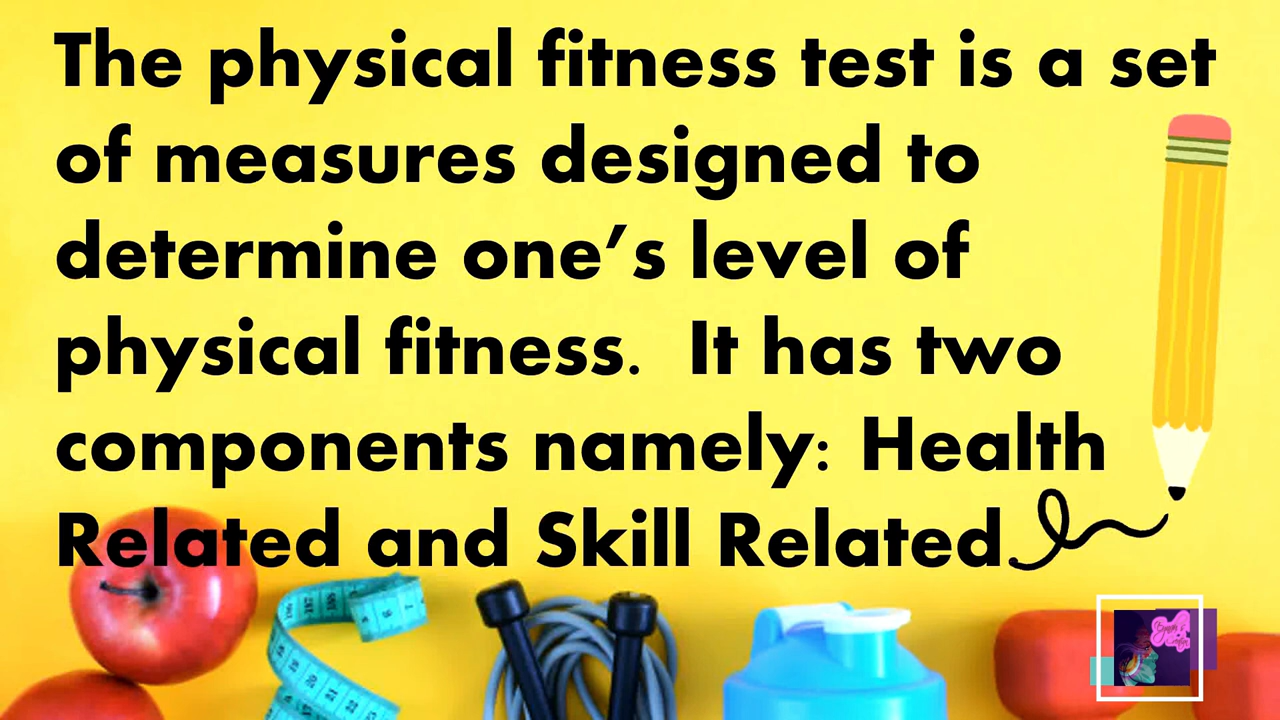 The physical fitness test is a set
of measures designed to
determine one’s level of
physical fitness.  It has two
components namely: Health
Related and Skill Related